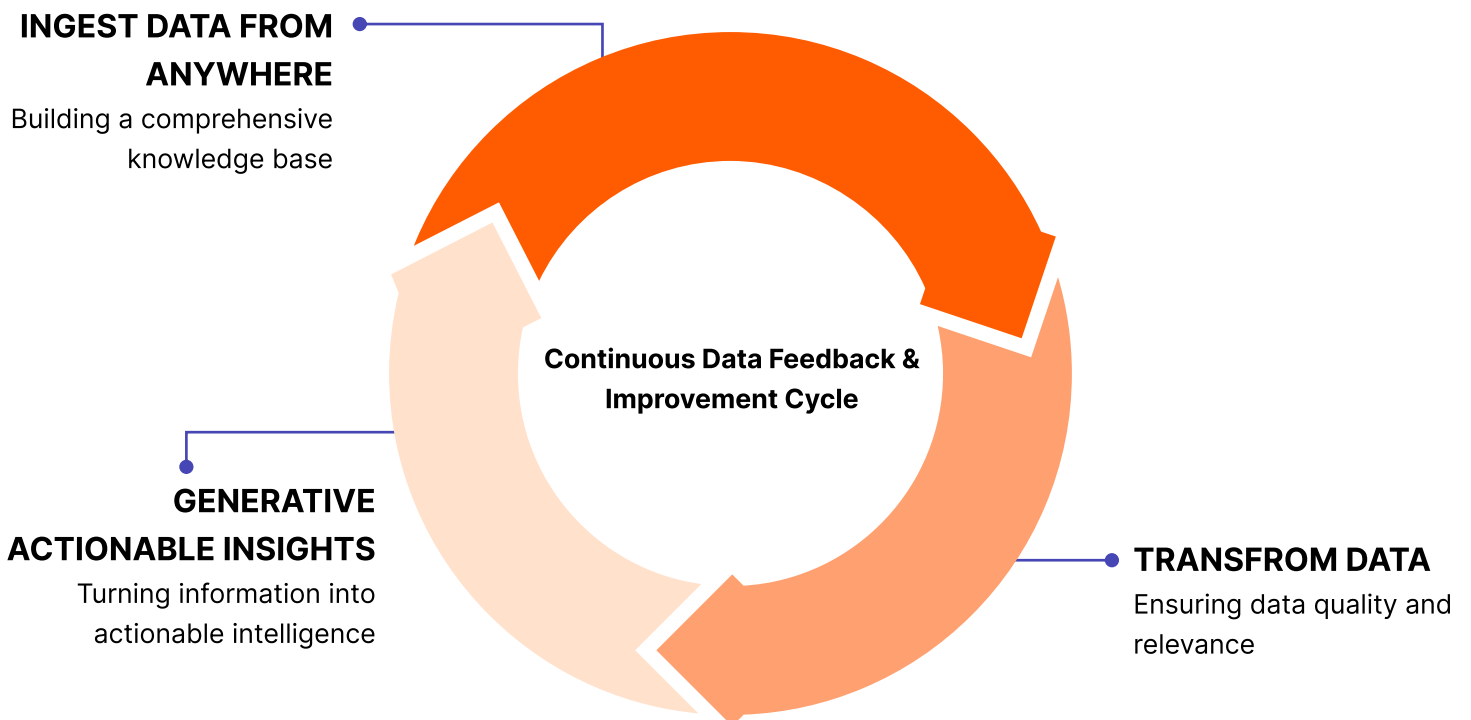 INGEST DATA FROM
ANYWHERE
Building a comprehensive
knowledge base
Continuous Data Feedback &
Improvement Cycle
GENERATIVE
ACTIONABLE INSIGHTS
Turning information into
actionable intelligence
TRANSFROM DATA
Ensuring data quality and
relevance